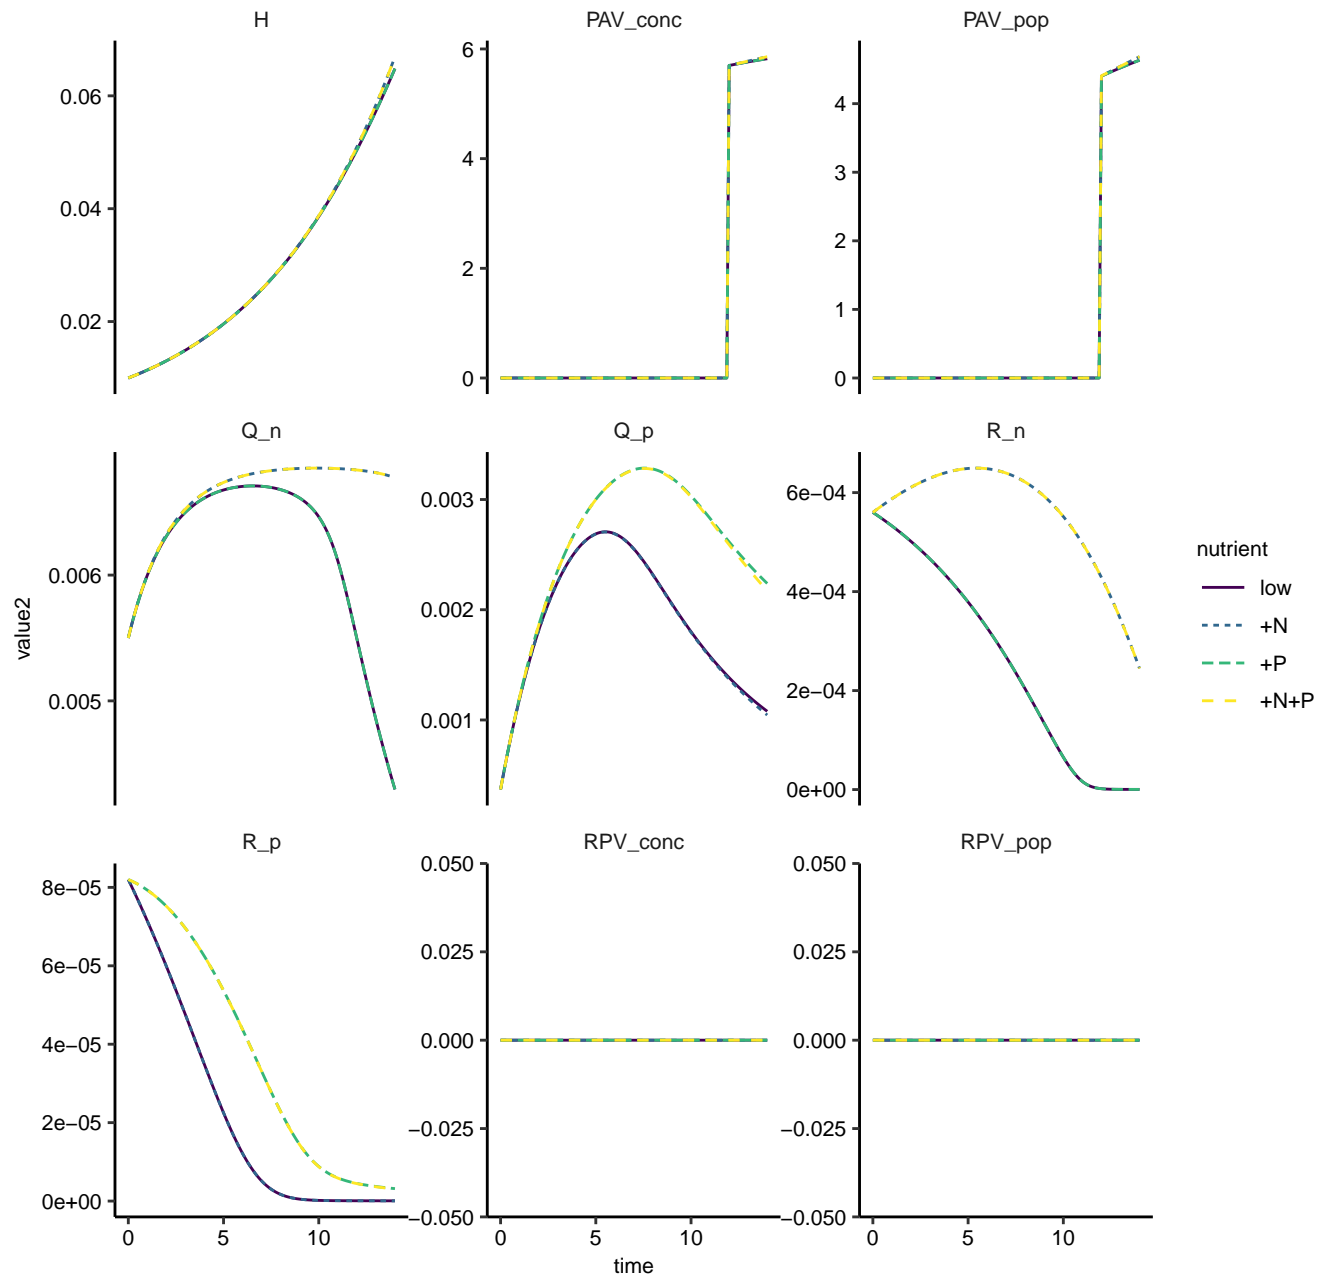 H
PAV_conc
PAV_pop
0.06
0.04
0.02
6
4
2
0
4
3
2
1
0
Q_n
Q_p
R_n
0.006
0.005
0.003
0.002
0.001
6e−04
4e−04
2e−04
0e+00
value2
nutrient
low
+N
+P
+N+P
R_p
RPV_conc
RPV_pop
8e−05
6e−05
4e−05
2e−05
0e+00
0.050
0.025
0.000
−0.025
−0.050
0.050
0.025
0.000
−0.025
−0.050
0 5 10
0 5 10
0 5 10
time